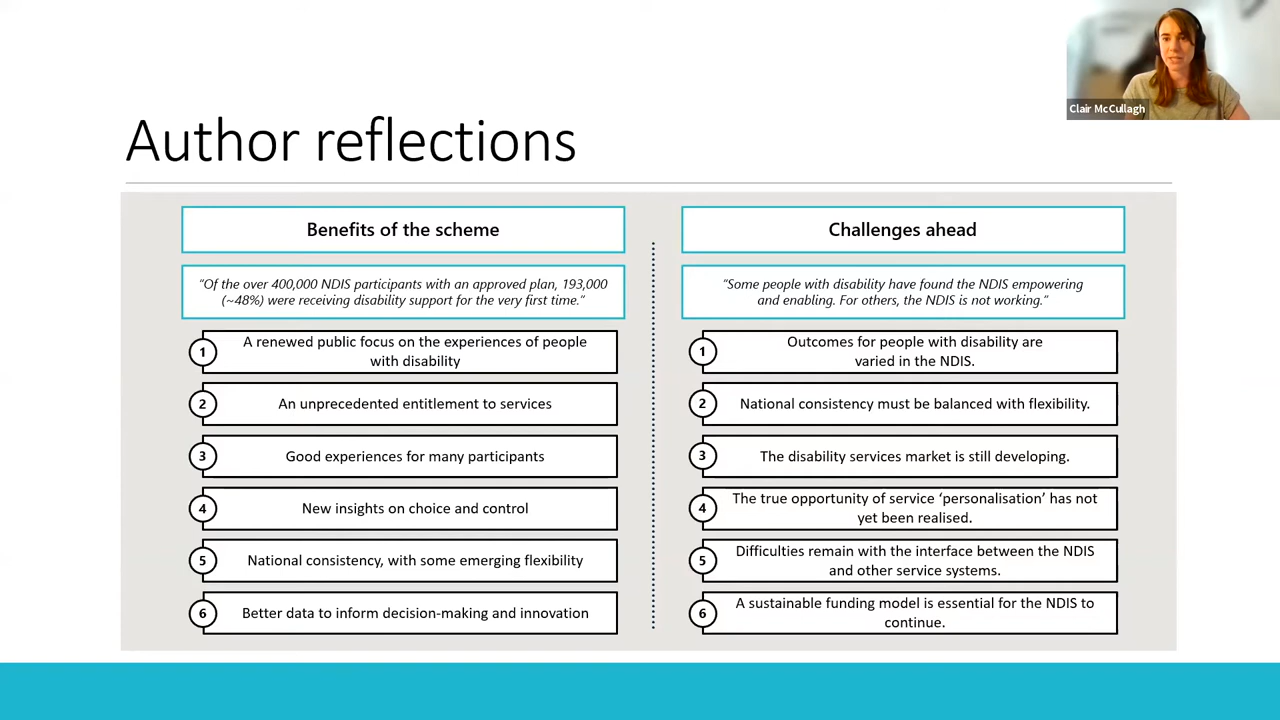 Clair McCullagh
Author reflections
Benefits of the scheme
“Of the over 400,000 NDIS participants with an approved plan, 193,000
(~48%) were receiving disability support for the very first time.”
1
A renewed public focus on the experiences of people
with disability
2
An unprecedented entitlement to services
3
Good experiences for many participants
4
New insights on choice and control
5
National consistency, with some emerging flexibility
6
Better data to inform decision-making and innovation
Challenges ahead
“Some people with disability have found the NDIS empowering
and enabling. For others, the NDIS is not working.”
1
Outcomes for people with disability are
varied in the NDIS.
2
National consistency must be balanced with flexibility.
3
The disability services market is still developing.
4
The true opportunity of service ‘personalisation’ has not
yet been realised.
5
Difficulties remain with the interface between the NDIS
and other service systems.
6
A sustainable funding model is essential for the NDIS to
continue.